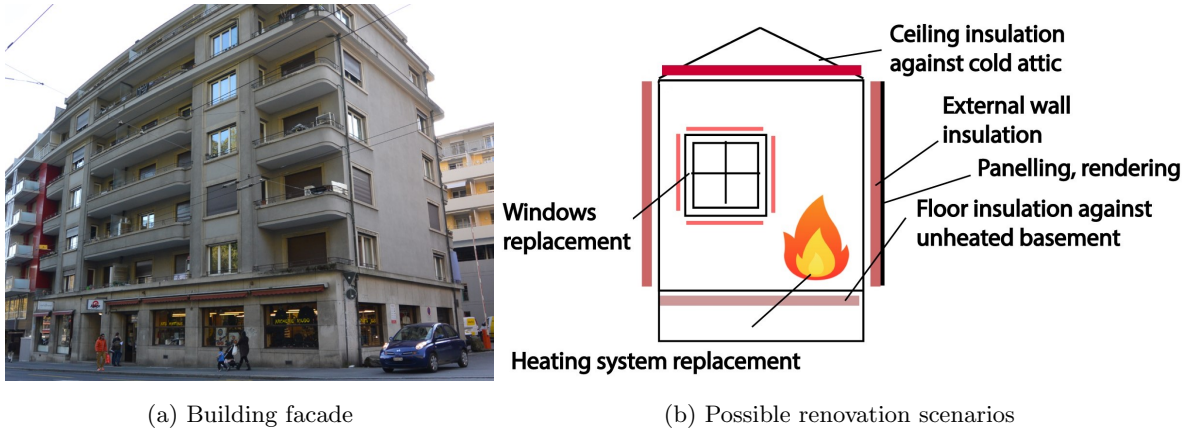 Ceiling insulation
against cold attic
External wall
insulation
Panelling, rendering
Floor insulation against
unheated basement
Windows
replacement
Heating system replacement
(a) Building facade
(b) Possible renovation scenarios